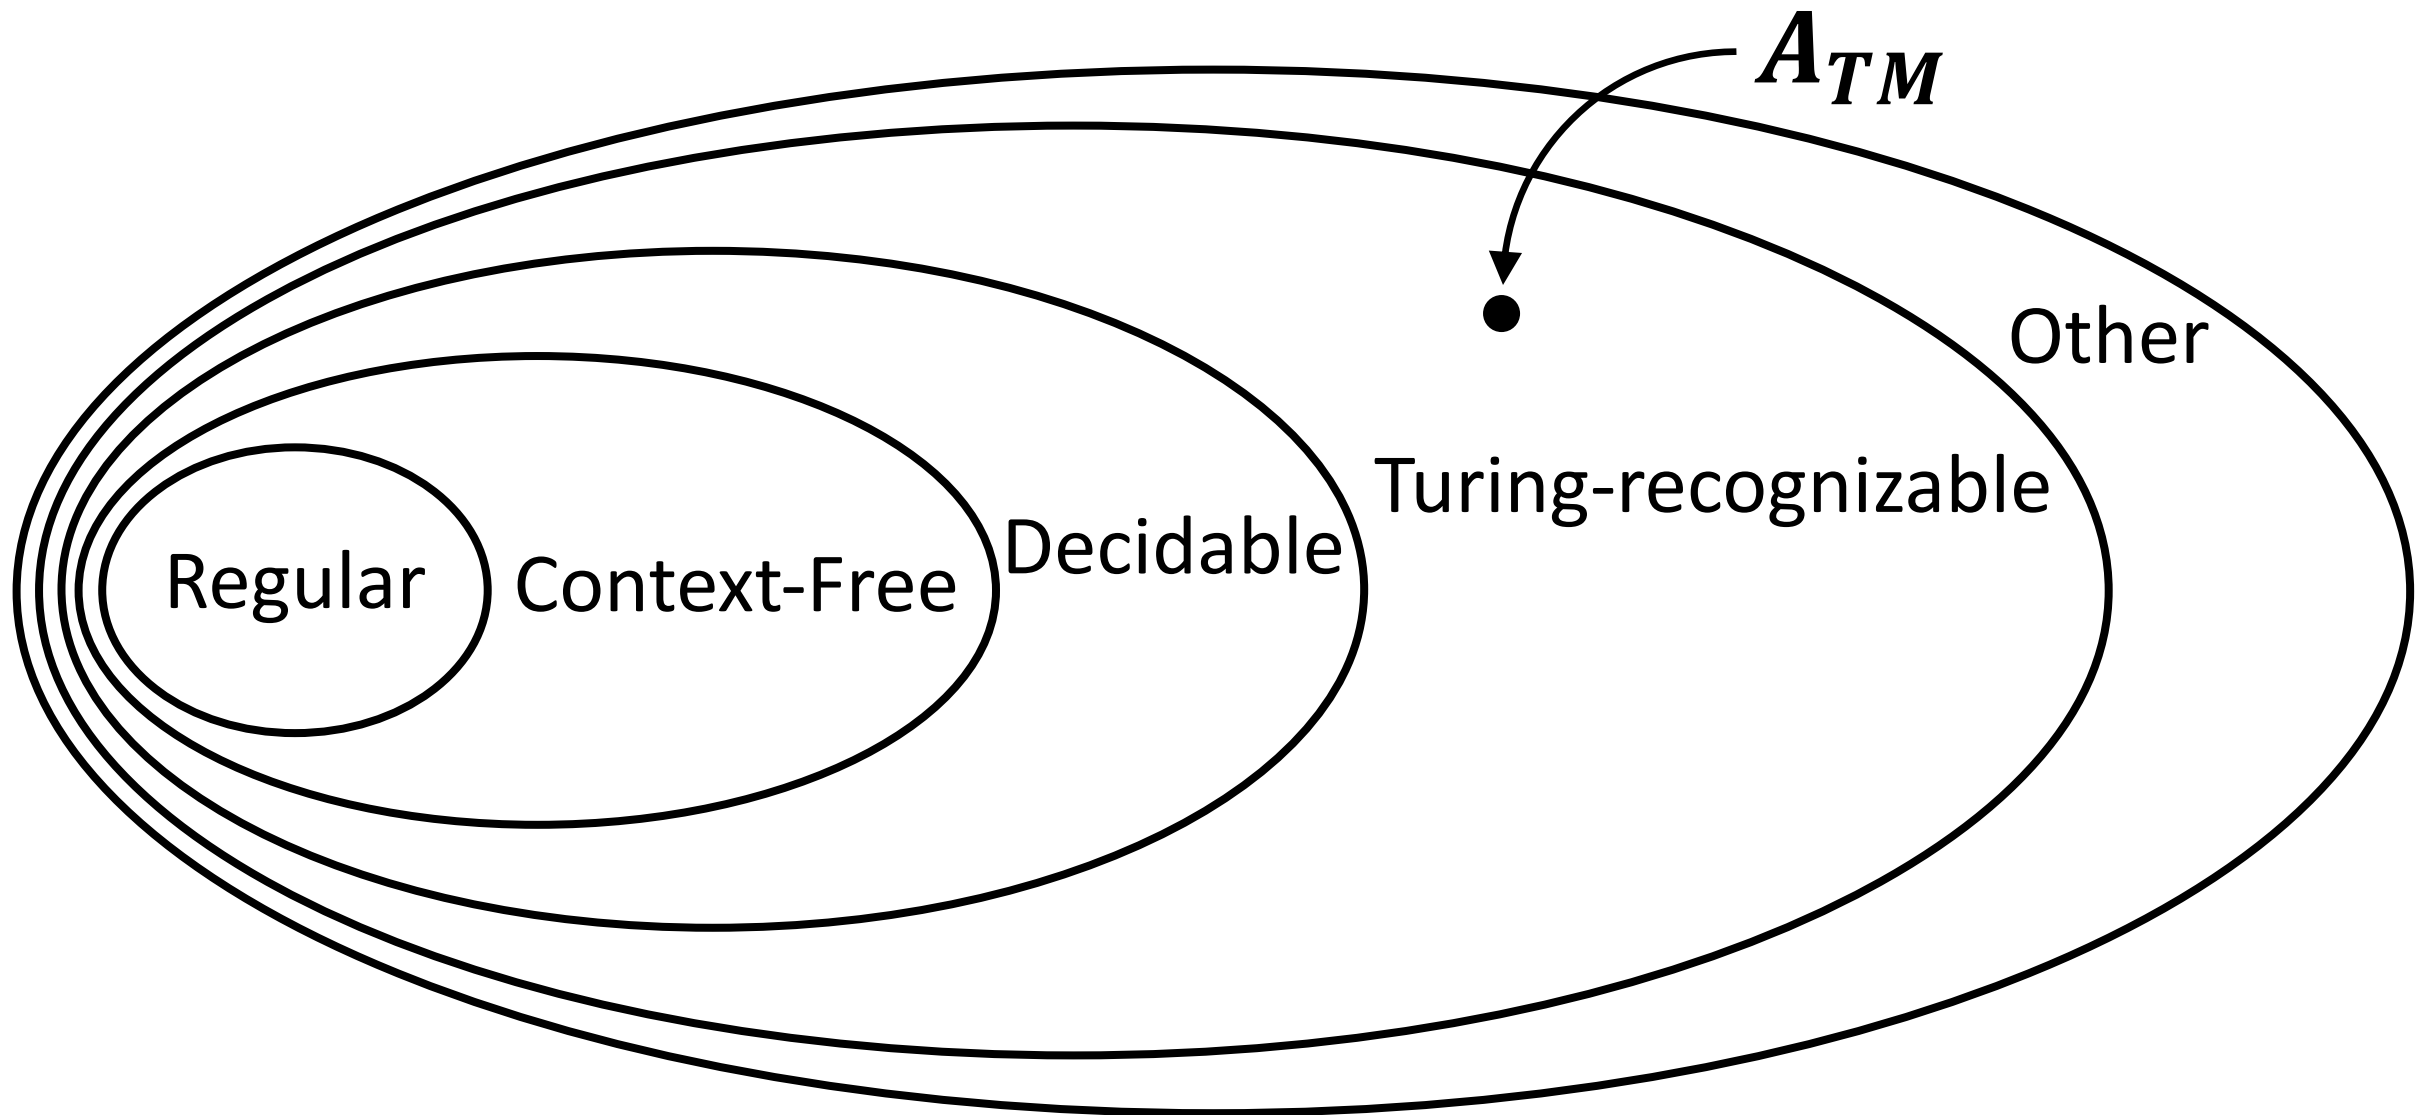 A_TM
Other
Turing-recognizable
Decidable
Context-Free
Regular